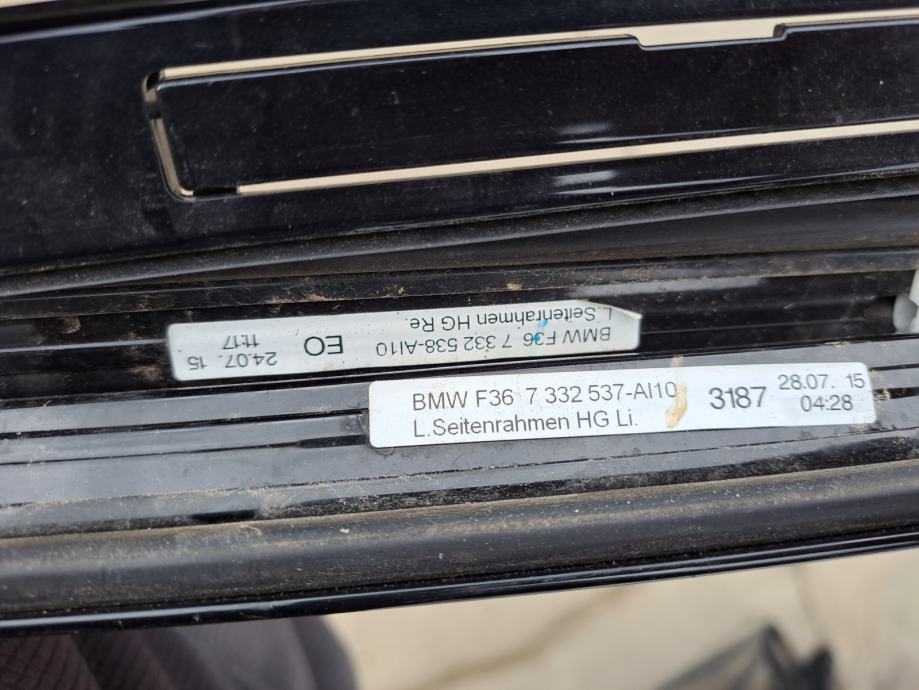 BMW F36 7 332 538-AI10
L.Seitenrahmen HG Re.
EO
24.07. 15
11:17
BMW F36 7 332 537-AI10
L.Seitenrahmen HG Li.
3187
28.07. 15
04:28